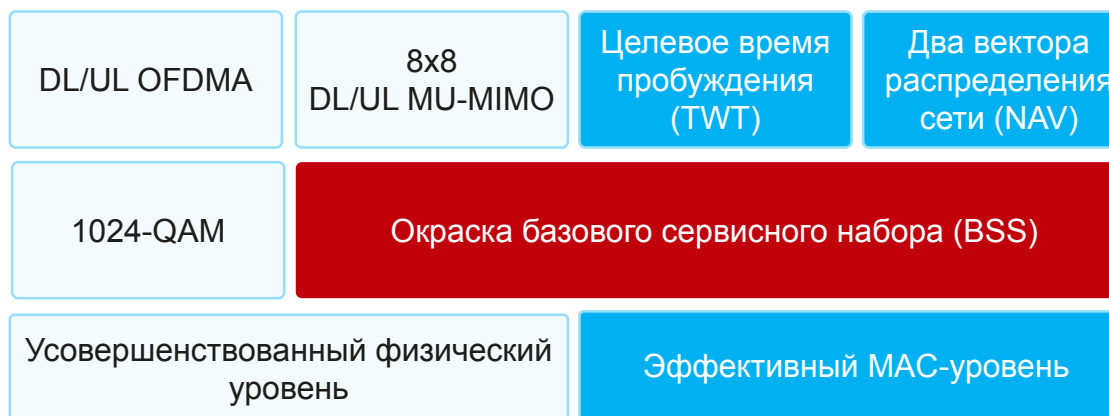 DL/UL OFDMA
8x8
DL/UL MU-MIMO
Целевое время
пробуждения
(TWT)
Два вектора
распределения
сети (NAV)
1024-QAM
Окраска базового сервисного набора (BSS)
Усовершенствованный физический
уровень
Эффективный MAC-уровень